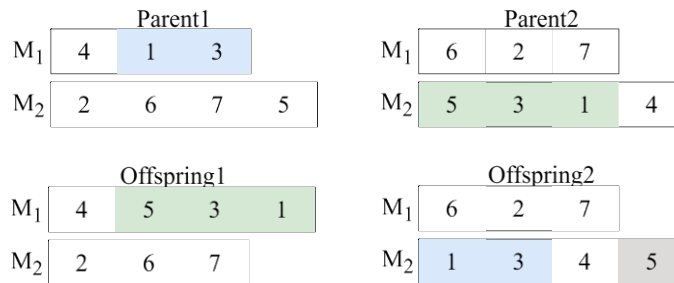 Parent1
M1 4 1 3
M2 2 6 7 5
Parent2
M1 6 2 7
M2 5 3 1 4
Offspring1
M1 4 5 3 1
M2 2 6 7
Offspring2
M1 6 2 7
M2 1 3 4 5